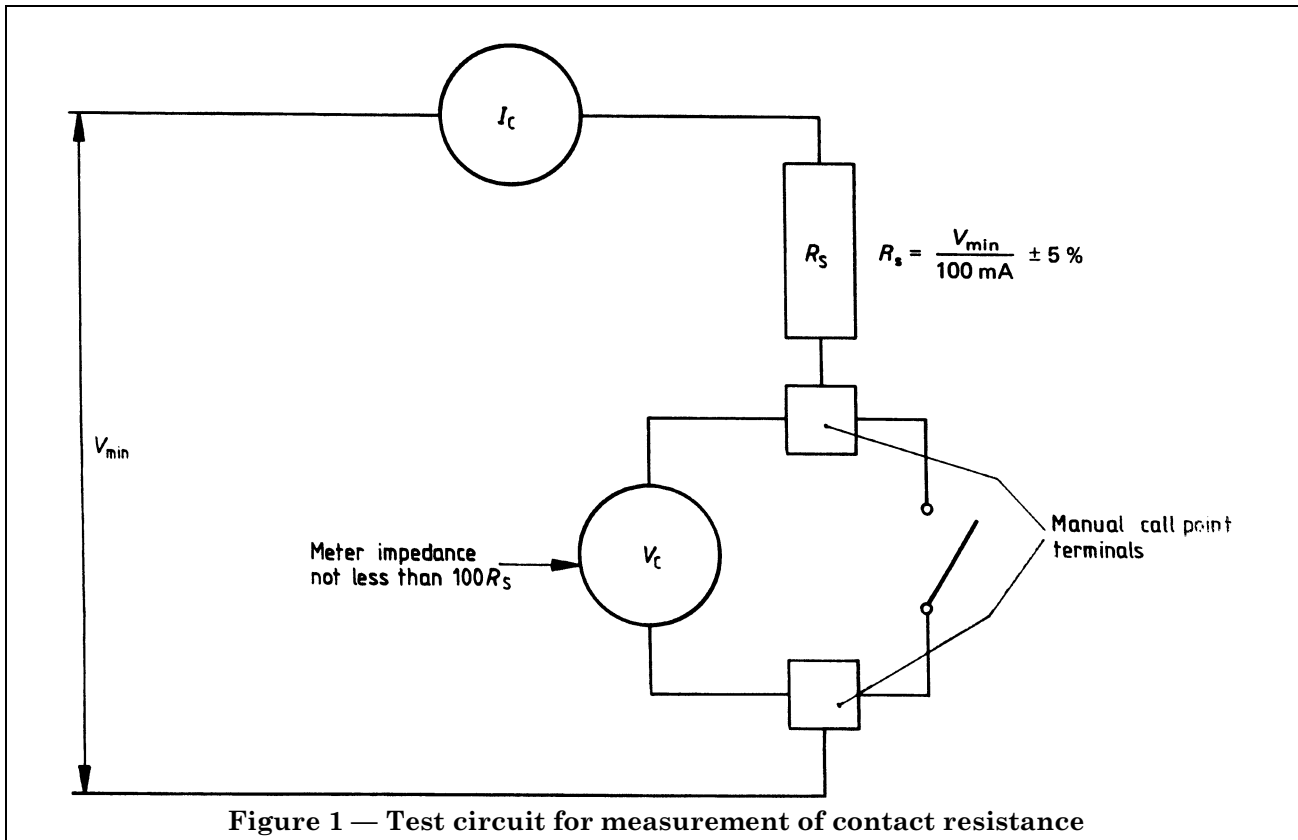 I_C
R_S
R_s = V_min / 100 mA ± 5 %
V_min
Meter impedance
not less than 100R_S
V_C
Manual call point
terminals
Figure 1 — Test circuit for measurement of contact resistance